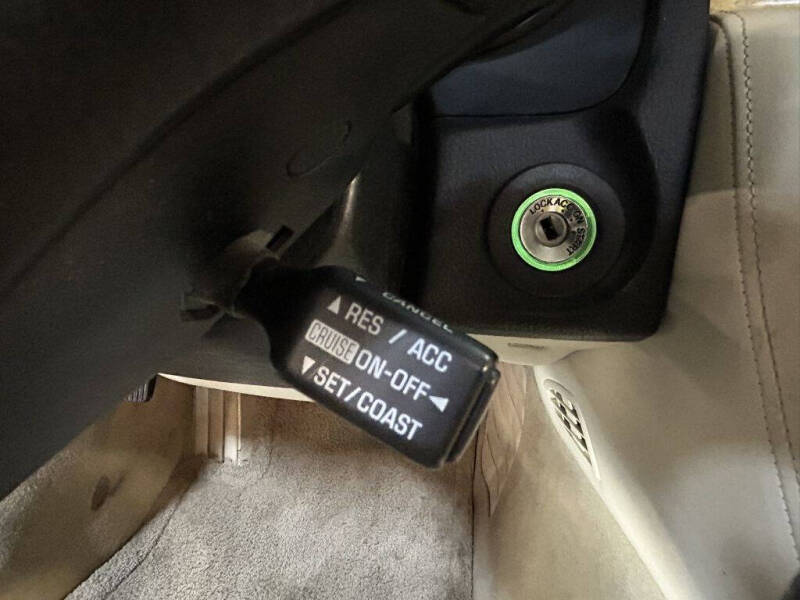 LOCK ACC ON START
CANCEL
▲ RES / ACC
CRUISE ON-OFF ◀
▼ SET/COAST